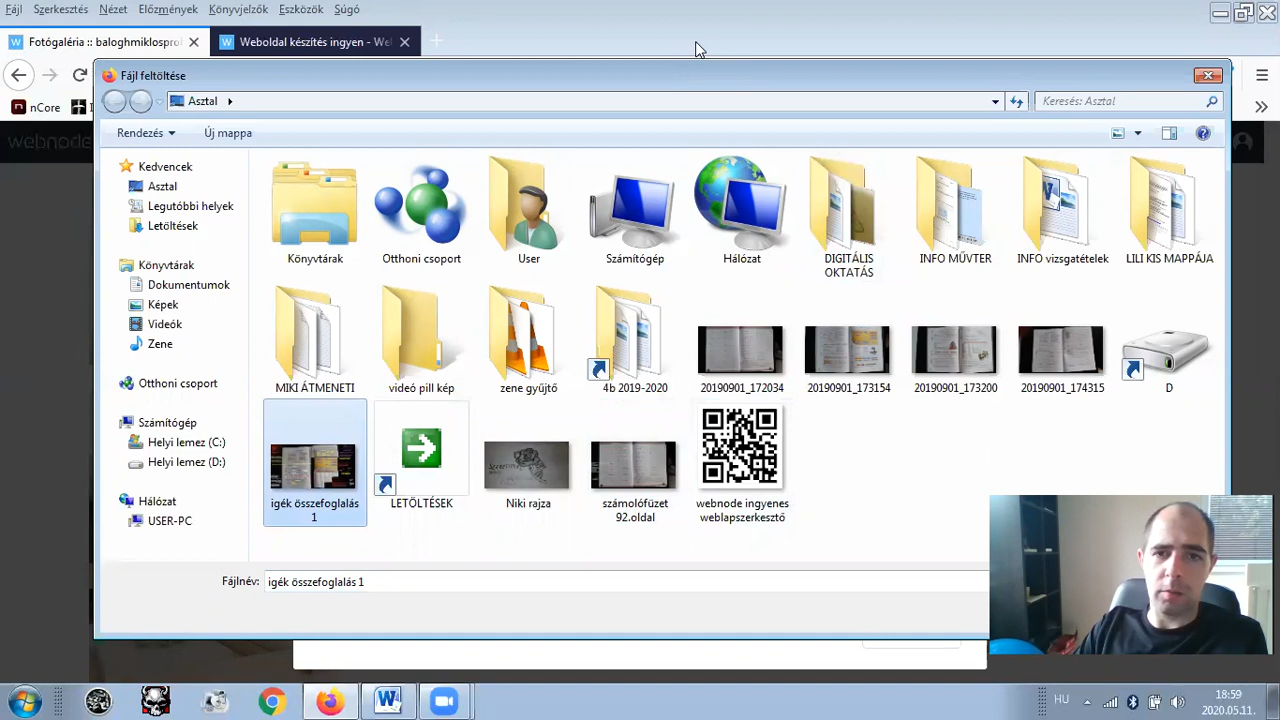 Fájl Szerkesztés Nézet Előzmények Könyvjelzők Eszközök Súgó
Fotógaléria :: baloghmiklospro
Weboldal készítés ingyen - We
Fájl feltöltése
Asztal
Keresés: Asztal
nCore
Rendezés Új mappa
webnode
Kedvencek
Asztal
Legutóbbi helyek
Letöltések
Könyvtárak
Dokumentumok
Képek
Videók
Zene
Otthoni csoport
Számítógép
Helyi lemez (C:)
Helyi lemez (D:)
Hálózat
USER-PC
Könyvtárak
Otthoni csoport
User
Számítógép
Hálózat
DIGITÁLIS
OKTATÁS
INFO MŰVTER
INFO vizsgatételek
LILI KIS MAPPÁJA
MIKI ÁTMENETI
videó pill kép
zene gyüjtő
4b 2019-2020
20190901_172034
20190901_173154
20190901_173200
20190901_174315
D
igék összefoglalás
1
LETÖLTÉSEK
Niki rajza
számolófüzet
92.oldal
webnode ingyenes
weblapszerkesztő
Fájlnév: igék összefoglalás 1
HU
18:59
2020.05.11.